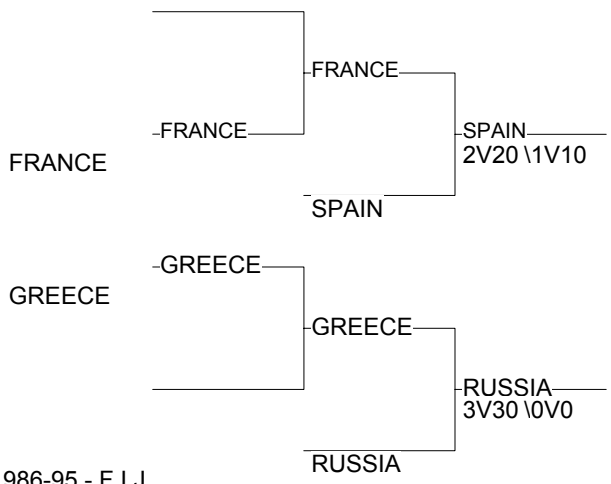 FRANCE
FRANCE
SPAIN
2V20 \1V10
FRANCE
SPAIN
GREECE
GREECE
GREECE
RUSSIA
3V30 \0V0
RUSSIA